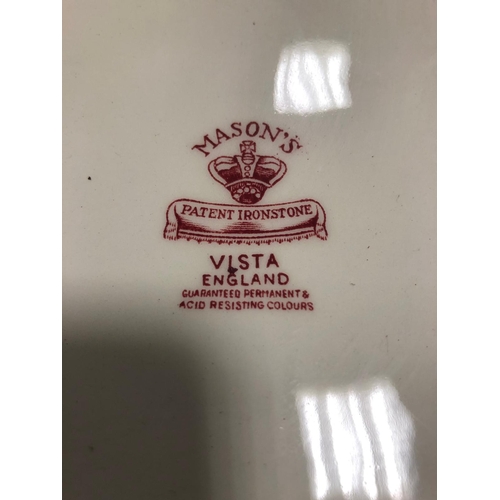 MASON'S
PATENT IRONSTONE
VISTA
ENGLAND
GUARANTEED PERMANENT &
ACID RESISTING COLOURS